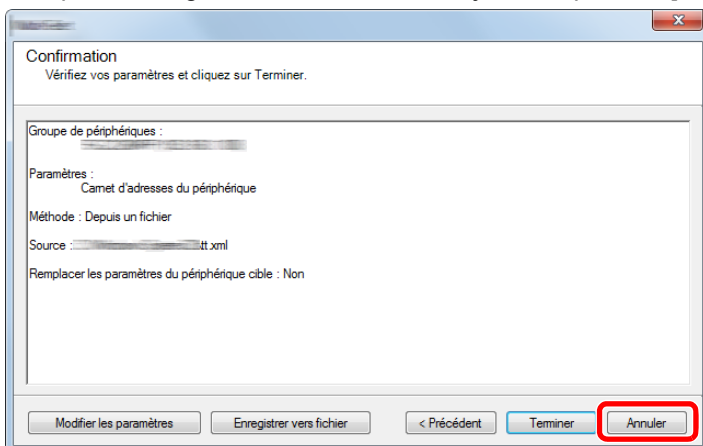 Confirmation
Vérifiez vos paramètres et cliquez sur Terminer.
Groupe de périphériques :
Paramètres :
Carnet d'adresses du périphérique
Méthode : Depuis un fichier
Source : tt.xml
Remplacer les paramètres du périphérique cible : Non
Modifier les paramètres
Enregistrer vers fichier
< Précédent
Terminer
Annuler